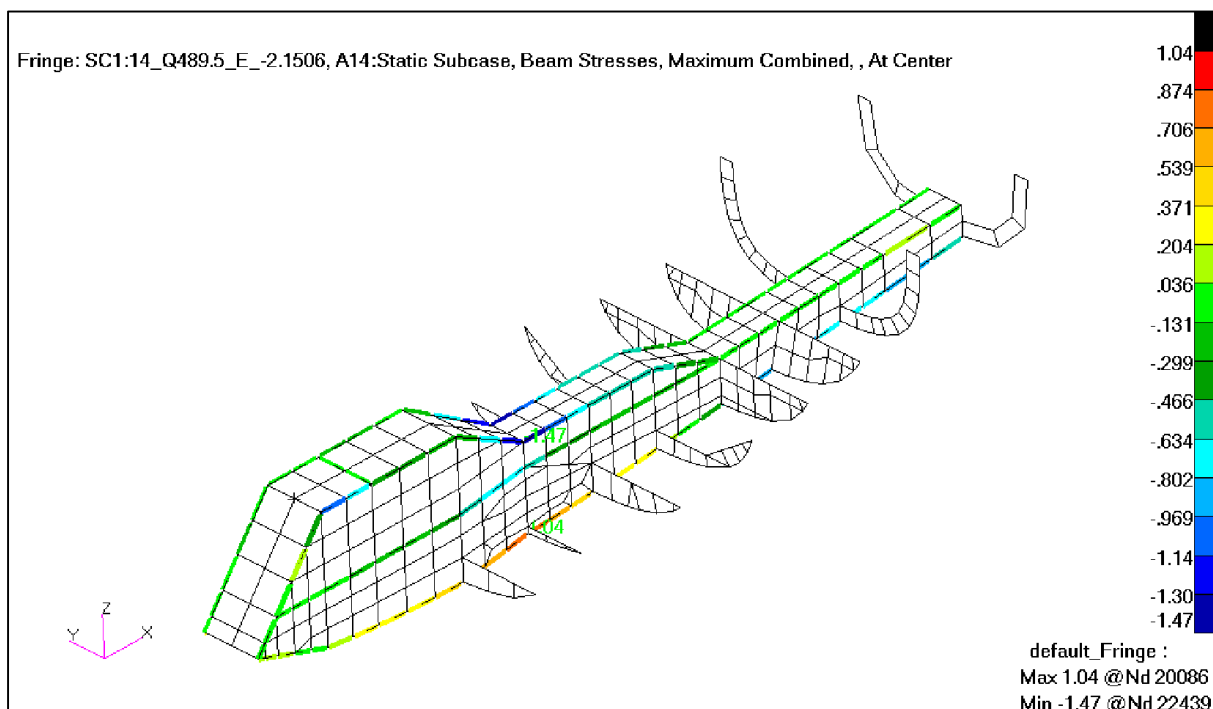 Fringe: SC1:14_Q489.5_E_-2.1506, A14:Static Subcase, Beam Stresses, Maximum Combined, , At Center
1.04
.874
.706
.539
.371
.204
.036
-.131
-.299
-.466
-.634
-.802
-.969
-1.14
-1.30
-1.47
1.04
Z
Y
X
default_Fringe :
Max 1.04 @Nd 20086
Min -1.47 @Nd 22439